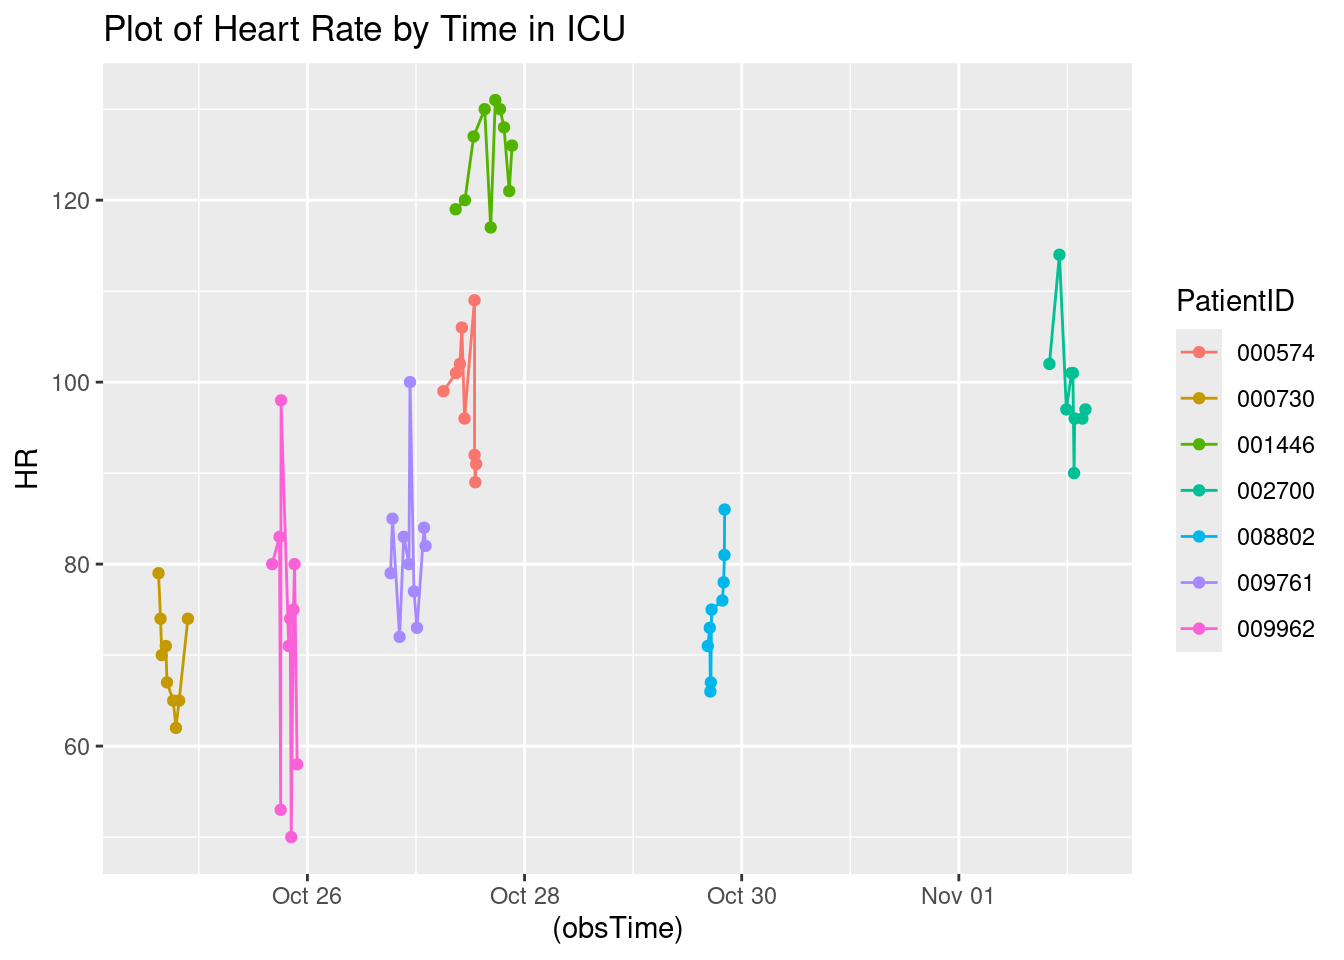 Plot of Heart Rate by Time in ICU
HR
120
100
80
60
Oct 26
Oct 28
Oct 30
Nov 01
(obsTime)
PatientID
000574
000730
001446
002700
008802
009761
009962